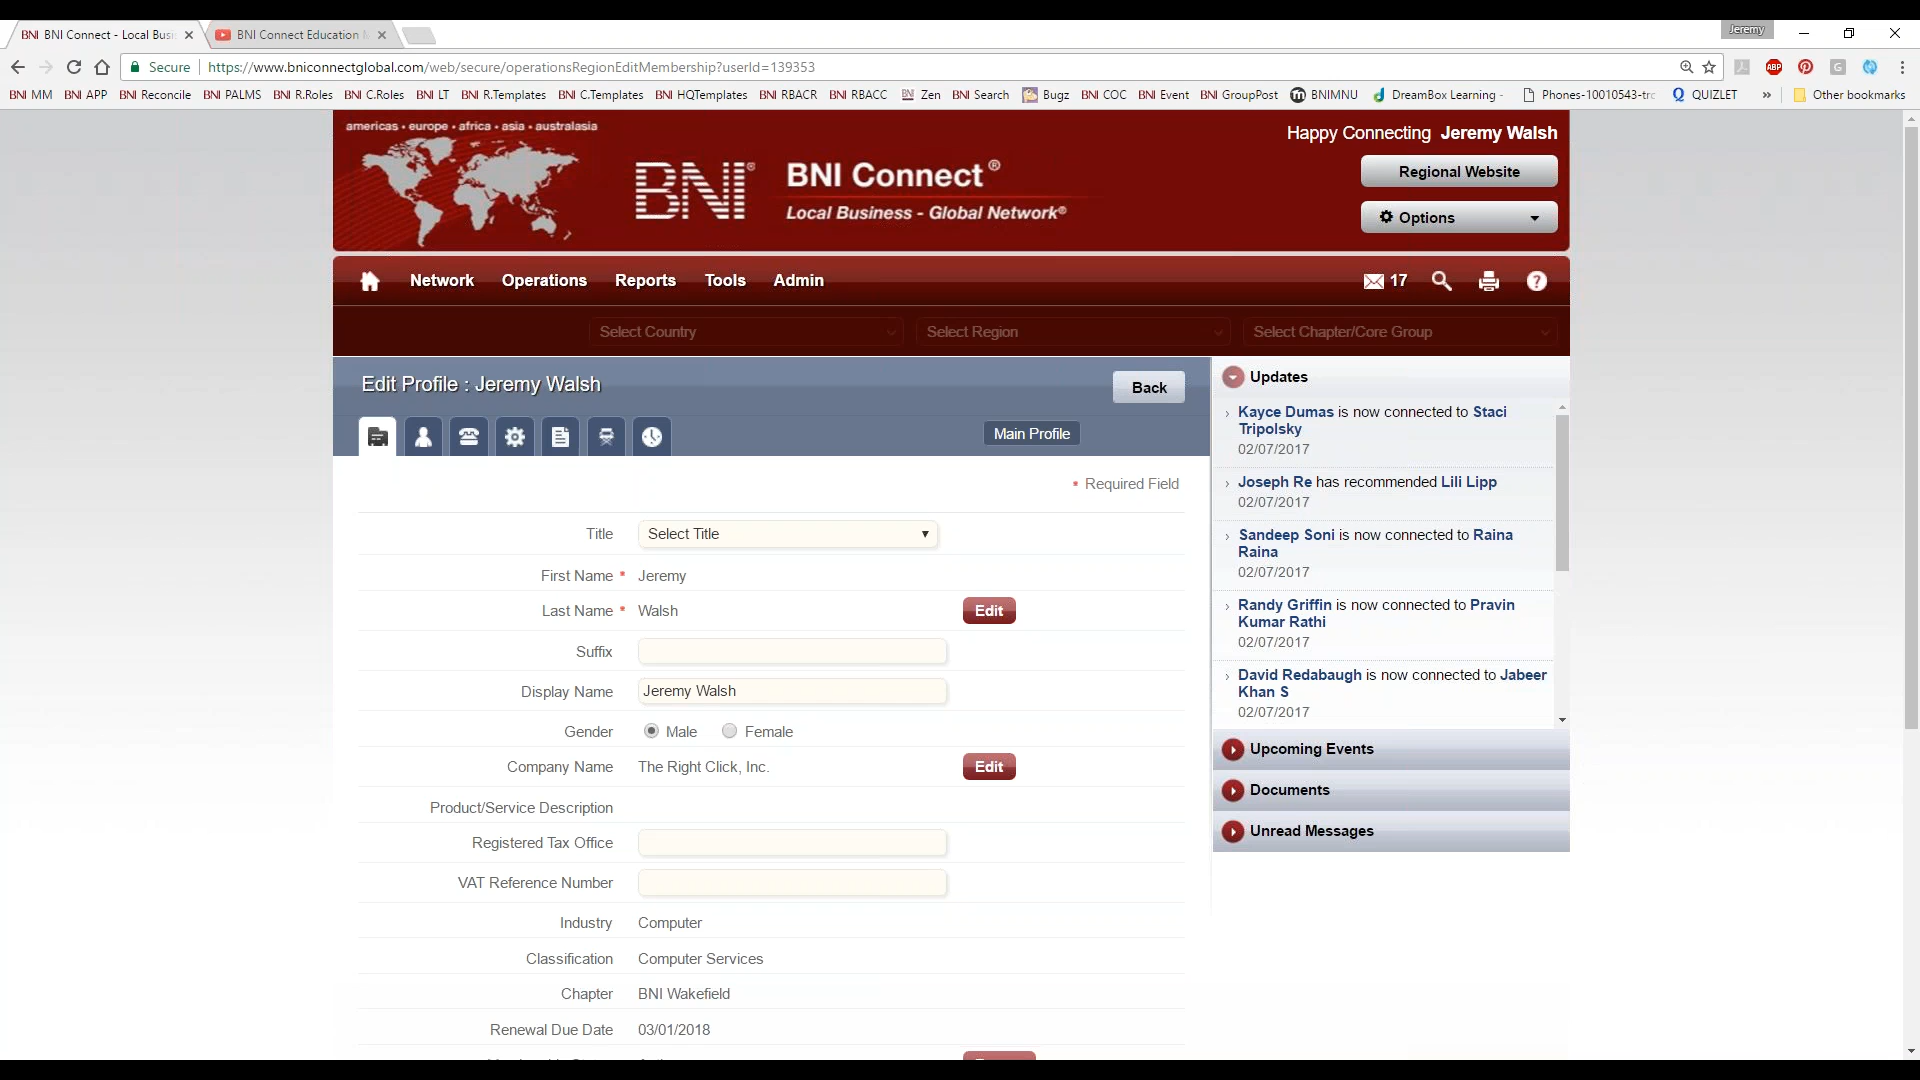 BNI BNI Connect - Local Busi
BNI Connect Education
Jeremy
Secure https://www.bniconnectglobal.com/web/secure/operationsRegionEditMembership?userId=139353
BNI MM BNI APP BNI Reconcile BNI PALMS BNI R.Roles BNI C.Roles BNI LT BNI R.Templates BNI C.Templates BNI HQTemplates BNI RBACR BNI RBACC Zen BNI Search Bugz BNI COC BNI Event BNI GroupPost BNIMNU DreamBox Learning - Phones-10010543-tr QUIZLET » Other bookmarks
americas • europe • africa • asia • australasia
Happy Connecting Jeremy Walsh
BNI® BNI Connect®
Local Business - Global Network®
Regional Website
Options
Network Operations Reports Tools Admin 17
Select Country Select Region Select Chapter/Core Group
Edit Profile : Jeremy Walsh
Back
Main Profile
* Required Field
Title Select Title
First Name * Jeremy
Last Name * Walsh Edit
Suffix
Display Name Jeremy Walsh
Gender Male Female
Company Name The Right Click, Inc. Edit
Product/Service Description
Registered Tax Office
VAT Reference Number
Industry Computer
Classification Computer Services
Chapter BNI Wakefield
Renewal Due Date 03/01/2018
Updates
Kayce Dumas is now connected to Staci
Tripolsky
02/07/2017
Joseph Re has recommended Lili Lipp
02/07/2017
Sandeep Soni is now connected to Raina
Raina
02/07/2017
Randy Griffin is now connected to Pravin
Kumar Rathi
02/07/2017
David Redabaugh is now connected to Jabeer
Khan S
02/07/2017
Upcoming Events
Documents
Unread Messages